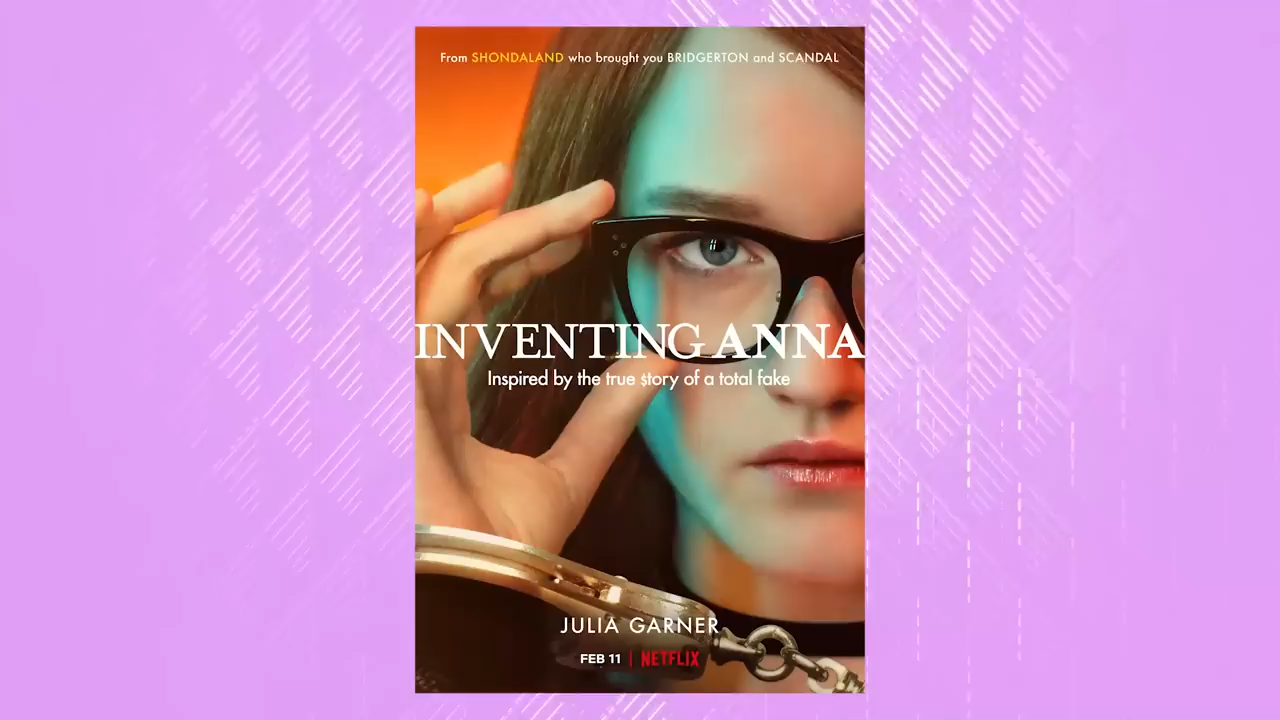 From SHONDALAND who brought you BRIDGERTON and SCANDAL
INVENTING ANNA
Inspired by the true $tory of a total fake
JULIA GARNER
FEB 11 | NETFLIX